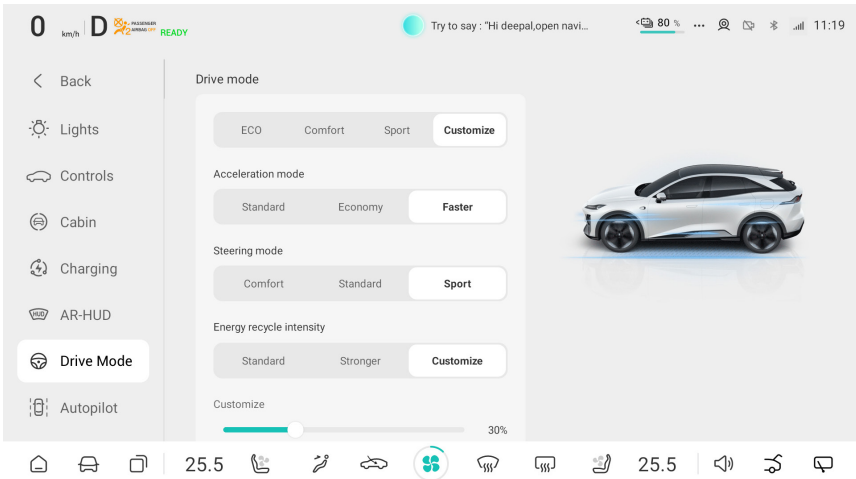 0 km/h D PASSENGER AIRBAG OFF READY
Try to say : "Hi deepal,open navi...
80 % ... 11:19
Back
Lights
Controls
Cabin
Charging
HUD AR-HUD
Drive Mode
Autopilot
Drive mode
ECO Comfort Sport Customize
Acceleration mode
Standard Economy Faster
Steering mode
Comfort Standard Sport
Energy recycle intensity
Standard Stronger Customize
Customize
30%
25.5 25.5